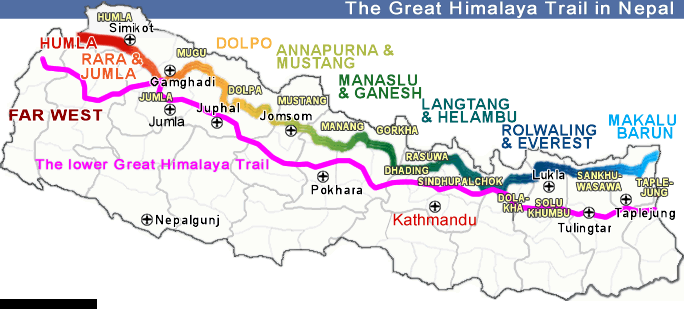 The Great Himalaya Trail in Nepal
HUMLA
Simikot
HUMLA
RARA &
JUMLA
MUGU
DOLPO
Gamghadi
ANNAPURNA &
MUSTANG
DOLPA
MANASLU
& GANESH
JUMLA
MUSTANG
FAR WEST
Jumla
Juphal
Jomsom
MANANG
GORKHA
LANGTANG
& HELAMBU
ROLWALING
& EVEREST
MAKALU
BARUN
The lower Great Himalaya Trail
RASUWA
DHADING
SINDHUPALCHOK
Pokhara
Lukla
SANKHU-
WASAWA
TAPLE-
JUNG
DOLA-
KHA
SOLU
KHUMBU
Nepalgunj
Kathmandu
Taplejung
Tulingtar